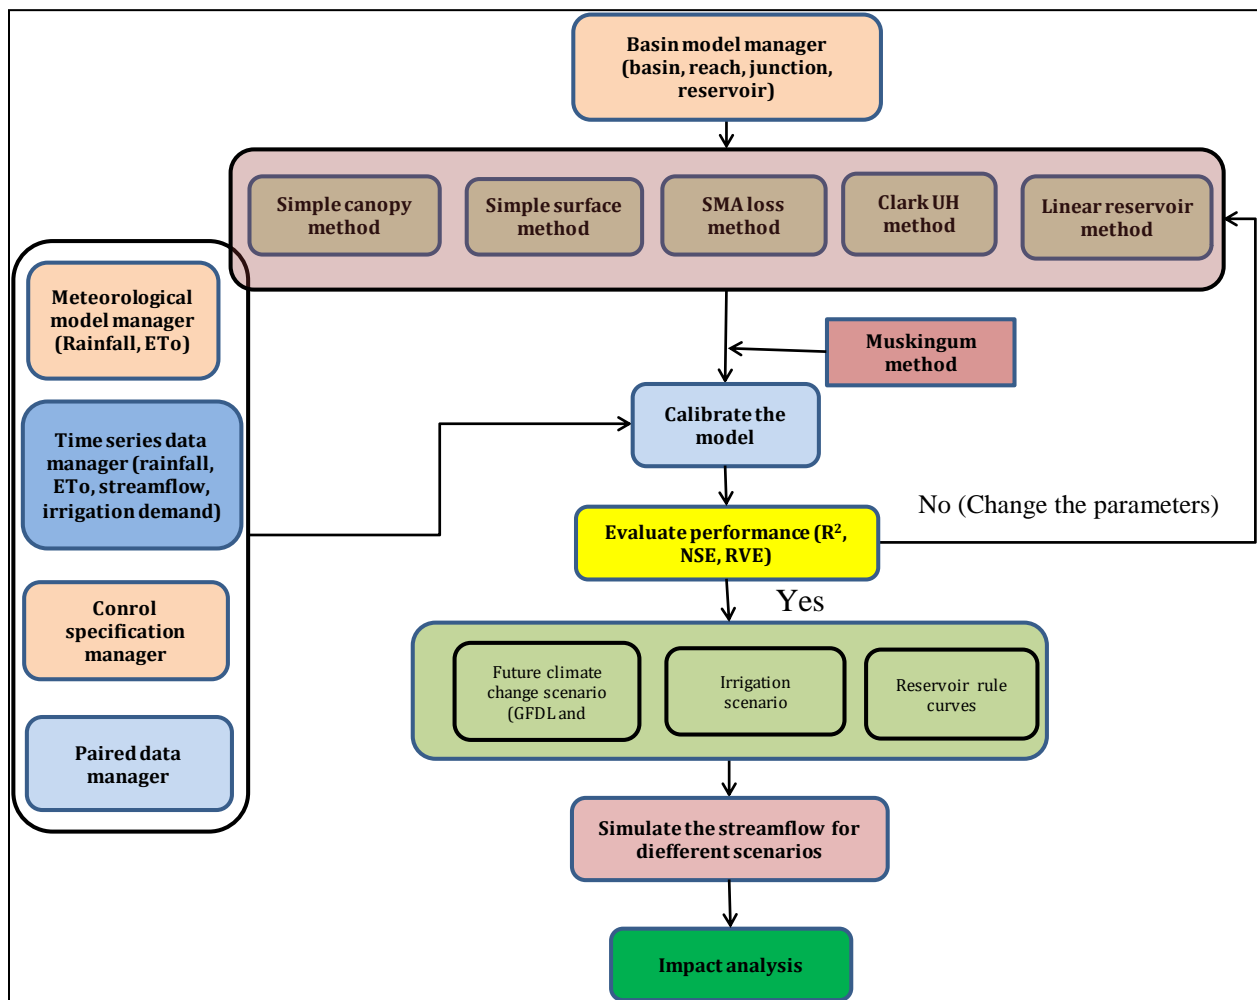 Basin model manager
(basin, reach, junction,
reservoir)
Simple canopy
method
Simple surface
method
SMA loss
method
Clark UH
method
Linear reservoir
method
Meteorological
model manager
(Rainfall, ETo)
Muskingum
method
Time series data
manager (rainfall,
ETo, streamflow,
irrigation demand)
Calibrate the
model
No (Change the parameters)
Evaluate performance (R²,
NSE, RVE)
Yes
Conrol
specification
manager
Future climate
change scenario
(GFDL and
Irrigation
scenario
Reservoir rule
curves
Paired data
manager
Simulate the streamflow for
diefferent scenarios
Impact analysis